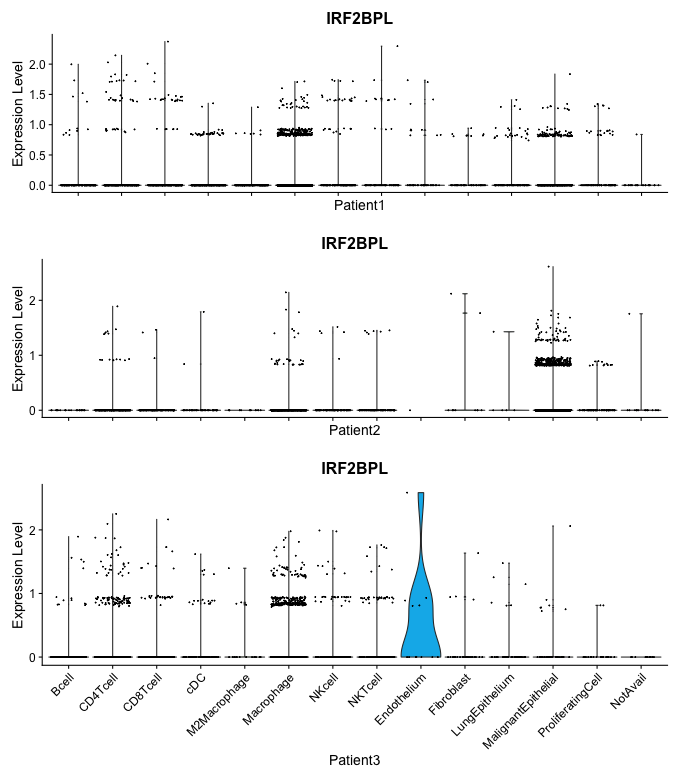 IRF2BPL
Expression Level
2.0
1.5
1.0
0.5
0.0
Patient1
IRF2BPL
Expression Level
2
1
0
Patient2
IRF2BPL
Expression Level
2
1
0
Bcell
CD4Tcell
CD8Tcell
cDC
M2Macrophage
Macrophage
NKcell
NKTcell
Endothelium
Fibroblast
LungEpithelium
MalignantEpithelial
ProliferatingCell
NotAvail
Patient3